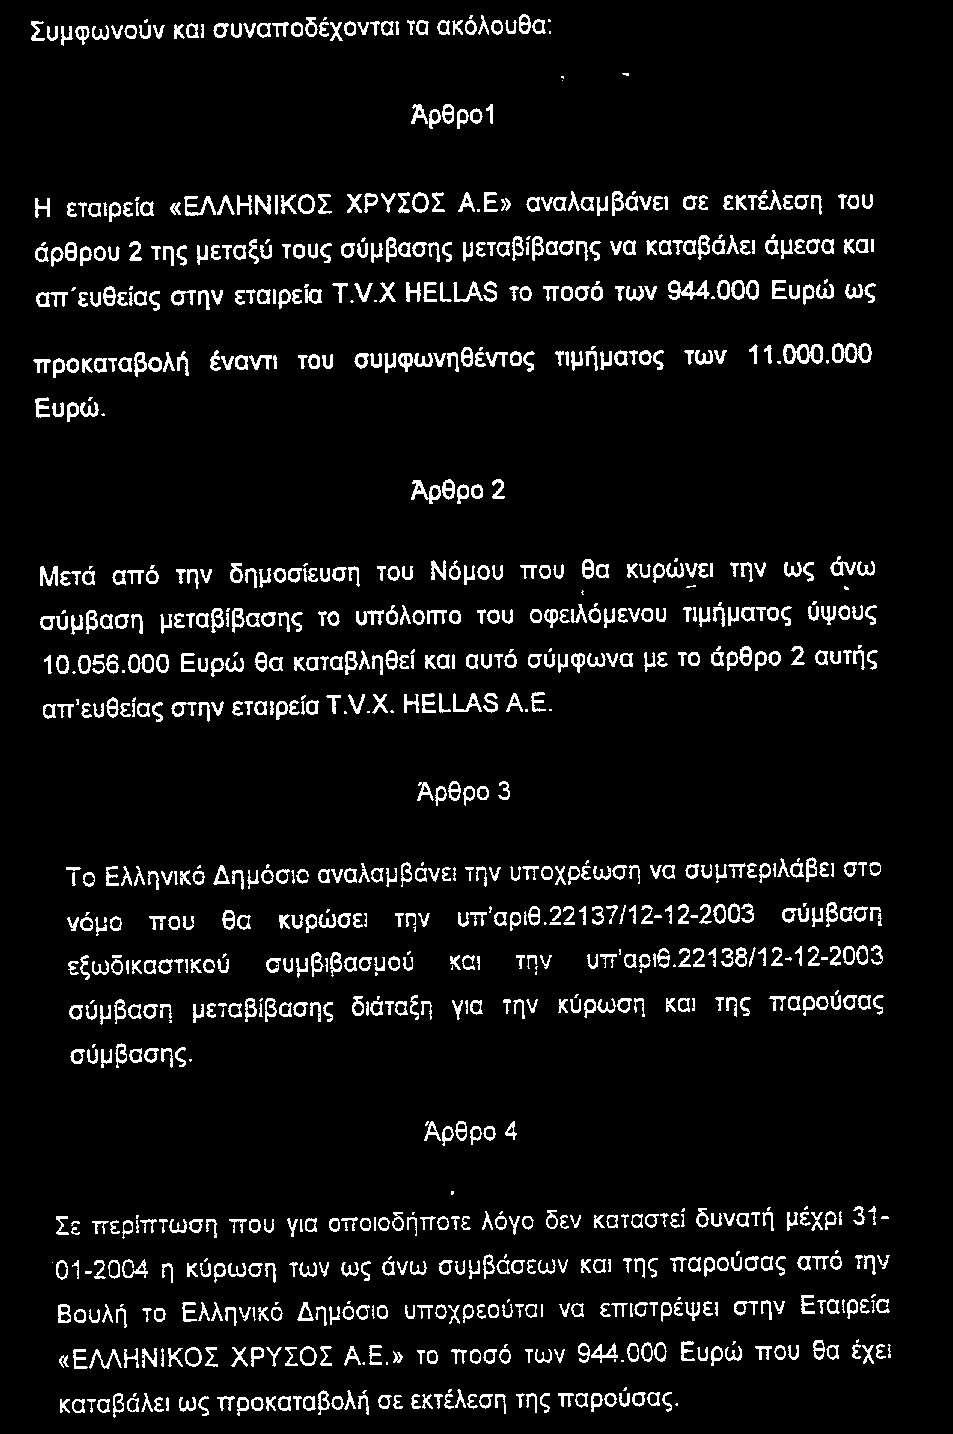 Συμφωνούν και συναποδέχονται τα ακόλουθα:
Άρθρο1
Η εταιρεία «ΕΛΛΗΝΙΚΟΣ ΧΡΥΣΟΣ Α.Ε» αναλαμβάνει σε εκτέλεση του
άρθρου 2 της μεταξύ τους σύμβασης μεταβίβασης να καταβάλει άμεσα και
απ΄ευθείας στην εταιρεία T.V.X HELLAS το ποσό των 944.000 Ευρώ ως
προκαταβολή έναντι του συμφωνηθέντος τιμήματος των 11.000.000
Ευρώ.
Άρθρο 2
Μετά από την δημοσίευση του Νόμου που θα κυρώνει την ως άνω
σύμβαση μεταβίβασης το υπόλοιπο του οφειλόμενου τιμήματος ύψους
10.056.000 Ευρώ θα καταβληθεί και αυτό σύμφωνα με το άρθρο 2 αυτής
απ’ευθείας στην εταιρεία T.V.X. HELLAS A.E.
Άρθρο 3
Το Ελληνικό Δημόσιο αναλαμβάνει την υποχρέωση να συμπεριλάβει στο
νόμο που θα κυρώσει την υπ’αριθ.22137/12-12-2003 σύμβαση
εξωδικαστικού συμβιβασμού και την υπ’αριθ.22138/12-12-2003
σύμβαση μεταβίβασης διάταξη για την κύρωση και της παρούσας
σύμβασης.
Άρθρο 4
Σε περίπτωση που για οποιοδήποτε λόγο δεν καταστεί δυνατή μέχρι 31-
01-2004 η κύρωση των ως άνω συμβάσεων και της παρούσας από την
Βουλή το Ελληνικό Δημόσιο υποχρεούται να επιστρέψει στην Εταιρεία
«ΕΛΛΗΝΙΚΟΣ ΧΡΥΣΟΣ Α.Ε.» το ποσό των 944.000 Ευρώ που θα έχει
καταβάλει ως προκαταβολή σε εκτέλεση της παρούσας.